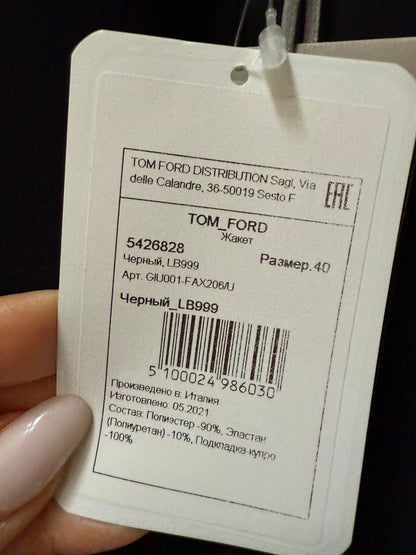 TOM FORD DISTRIBUTION Sagl, Via
delle Calandre, 36-50019 Sesto F
EAC
TOM_FORD
Жакет
5426828
Размер.40
Черный, LB999
Арт. GIU001-FAX206/U
Черный_LB999
5 100024 986030
Произведено в: Италия
Изготовлено 05.2021
Состав: Полиэстер -90%, Эластан
(Полиуретан) -10%, Подкладка-купро
-100%